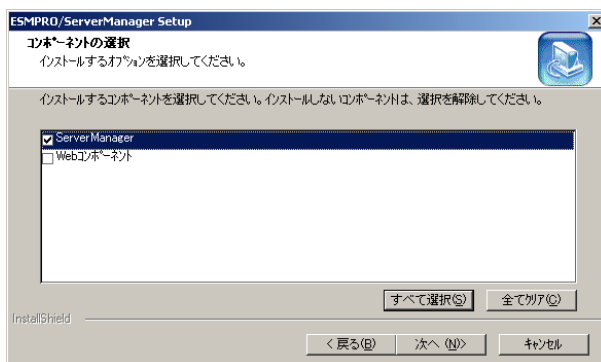 ESMPRO/ServerManager Setup
コンポーネントの選択
インストールするオプションを選択してください。
インストールするコンポーネントを選択してください。インストールしないコンポーネントは、選択を解除してください。
ServerManager
Webコンポーネント
すべて選択(S)
全てクリア(C)
InstallShield
< 戻る(B)
次へ (N)>
キャンセル